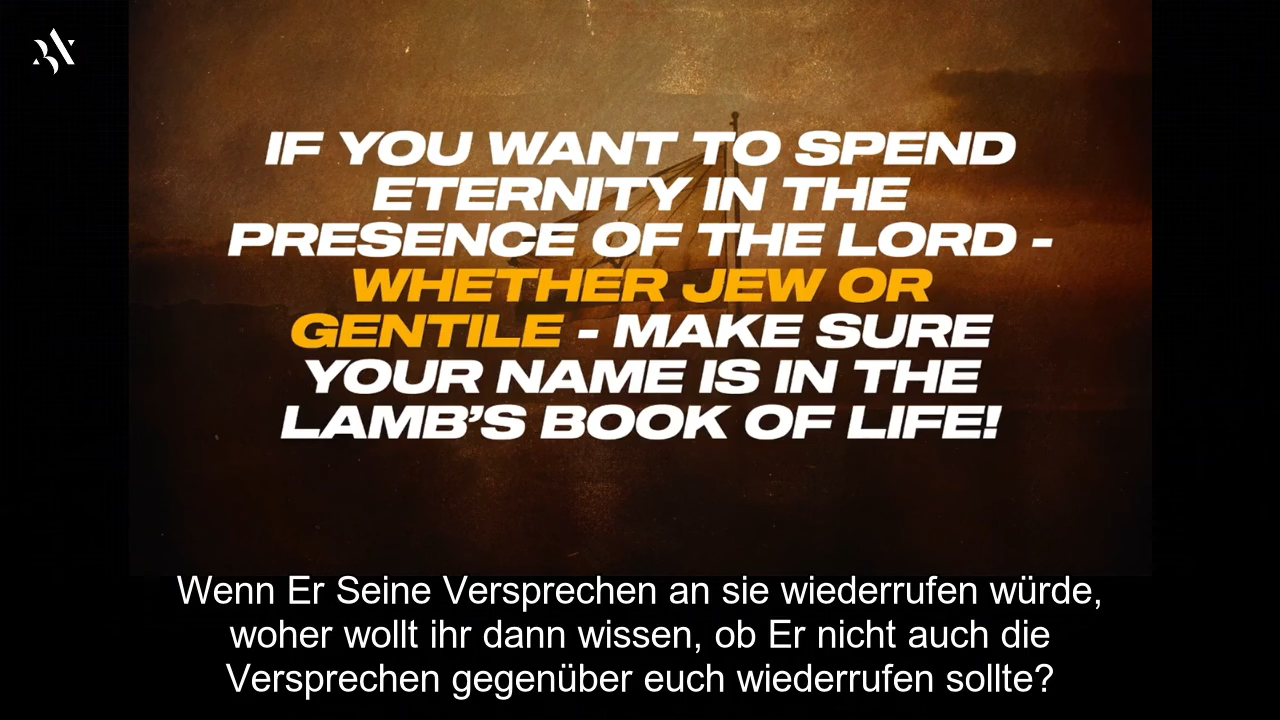 IF YOU WANT TO SPEND
ETERNITY IN THE
PRESENCE OF THE LORD -
WHETHER JEW OR
GENTILE - MAKE SURE
YOUR NAME IS IN THE
LAMB’S BOOK OF LIFE!
Wenn Er Seine Versprechen an sie wiederrufen würde,
woher wollt ihr dann wissen, ob Er nicht auch die
Versprechen gegenüber euch wiederrufen sollte?